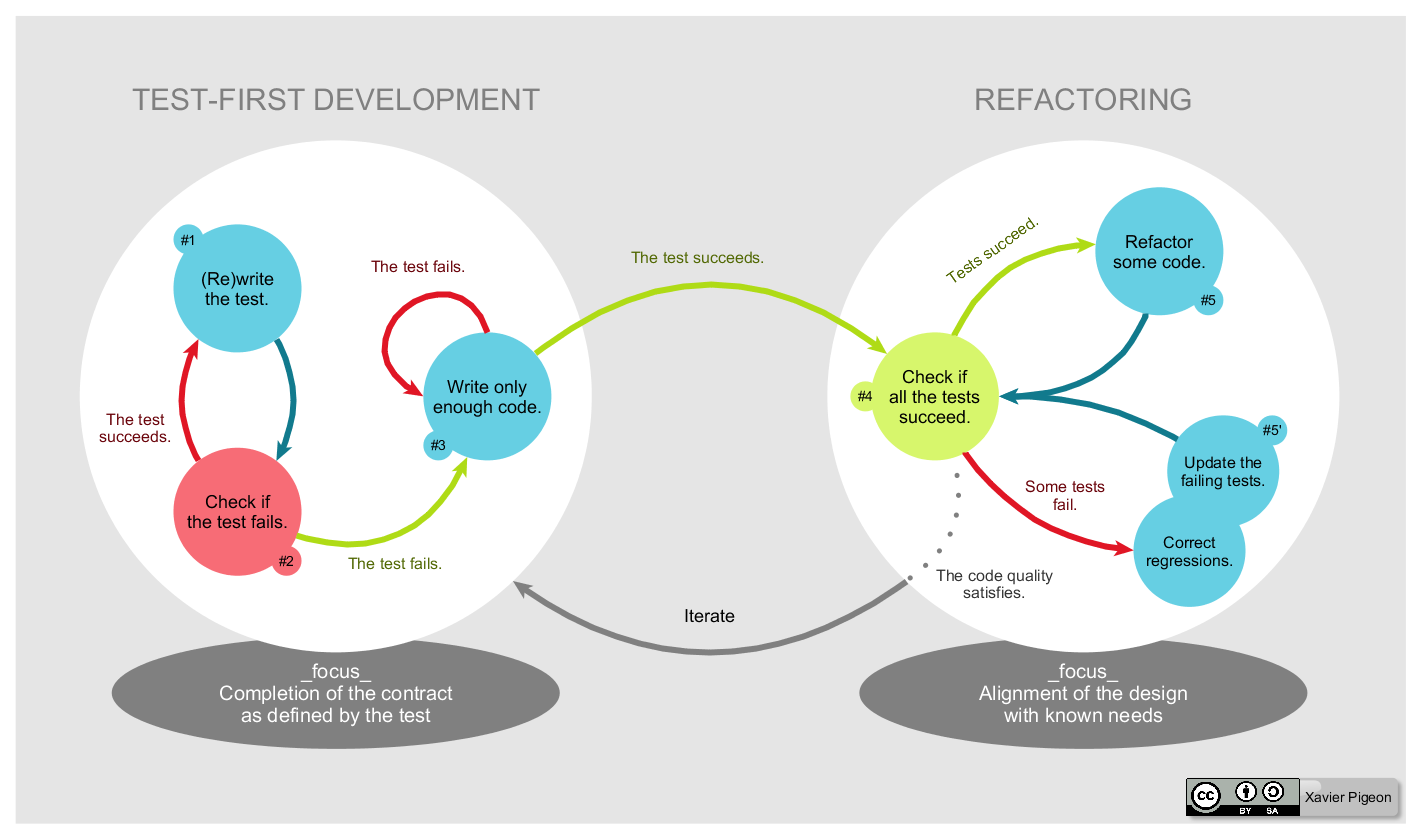 TEST-FIRST DEVELOPMENT
REFACTORING
#1
(Re)write
the test.
The test
succeeds.
Check if
the test fails.
#2
The test fails.
The test fails.
Write only
enough code.
#3
The test succeeds.
#4
Check if
all the tests
succeed.
Tests succeed.
Refactor
some code.
#5
#5'
Update the
failing tests.
Correct
regressions.
Some tests
fail.
The code quality
satisfies.
Iterate
_focus_
Completion of the contract
as defined by the test
_focus_
Alignment of the design
with known needs
cc
BY SA
Xavier Pigeon